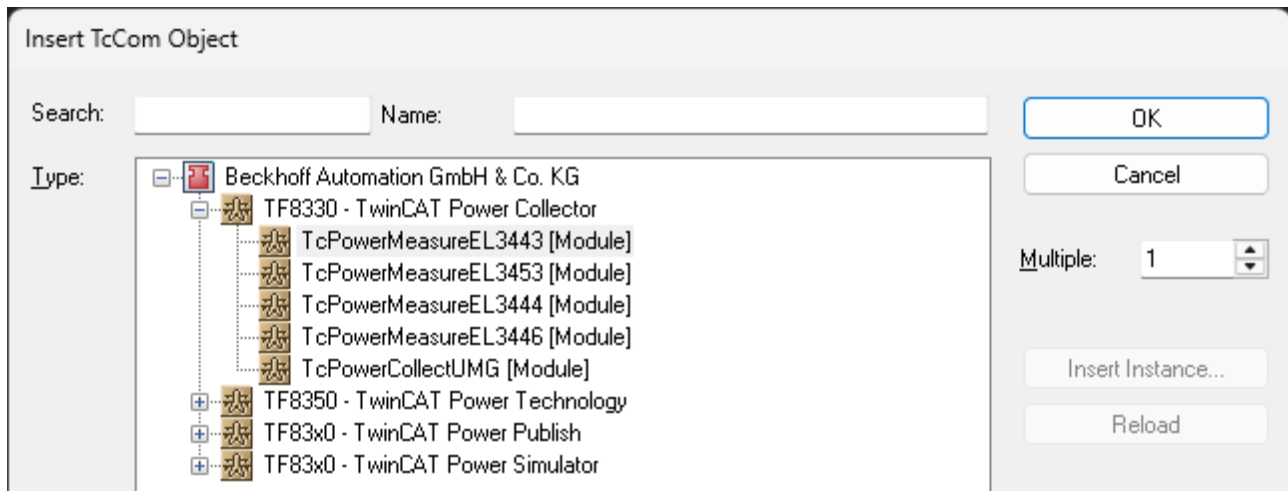 Insert TcCom Object
Search:
Name:
OK
Type:
Beckhoff Automation GmbH & Co. KG
Cancel
TF8330 - TwinCAT Power Collector
TcPowerMeasureEL3443 [Module]
Multiple:
1
TcPowerMeasureEL3453 [Module]
TcPowerMeasureEL3444 [Module]
TcPowerMeasureEL3446 [Module]
TcPowerCollectUMG [Module]
Insert Instance...
TF8350 - TwinCAT Power Technology
TF83x0 - TwinCAT Power Publish
Reload
TF83x0 - TwinCAT Power Simulator